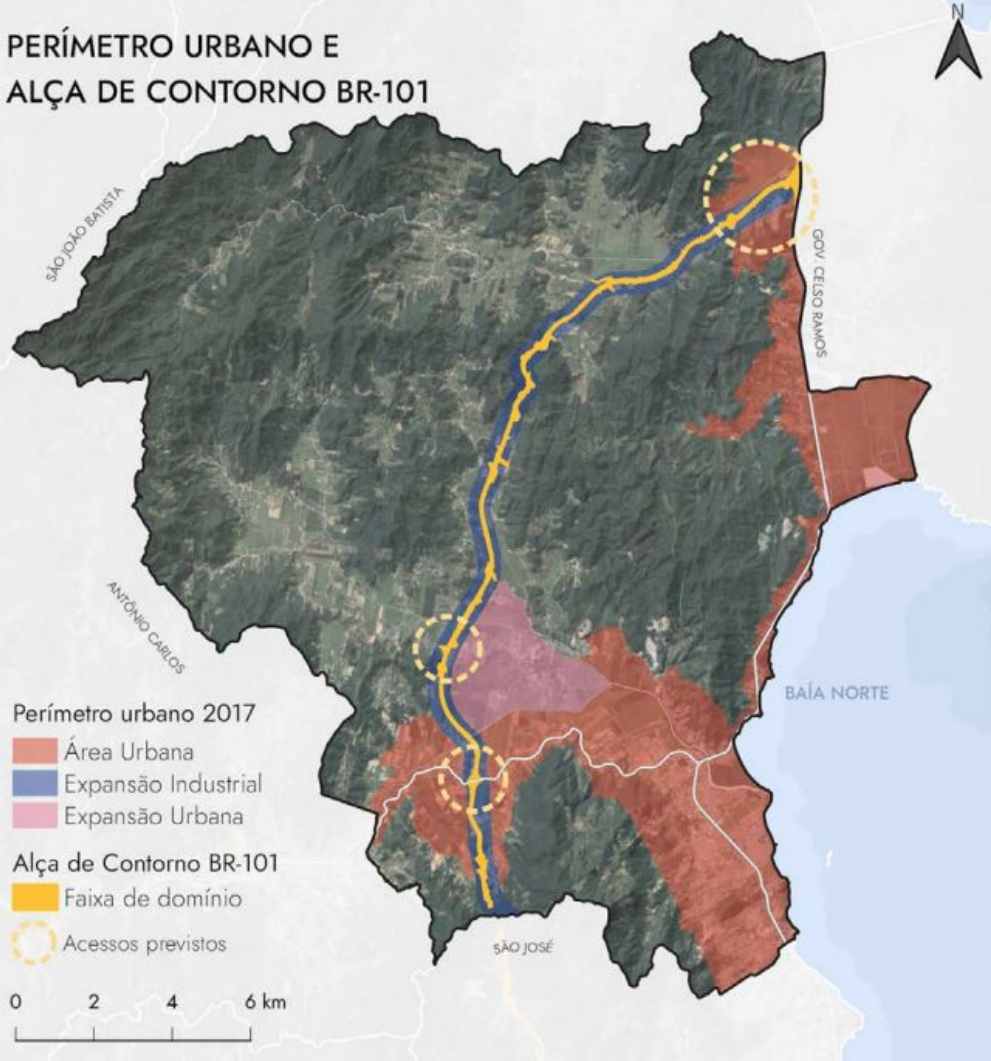 PERÍMETRO URBANO E
ALÇA DE CONTORNO BR-101
N
SÃO JOÃO BATISTA
GOV. CELSO RAMOS
ANTÔNIO CARLOS
BAÍA NORTE
SÃO JOSÉ
Perímetro urbano 2017
Área Urbana
Expansão Industrial
Expansão Urbana
Alça de Contorno BR-101
Faixa de domínio
Acessos previstos
0 2 4 6 km